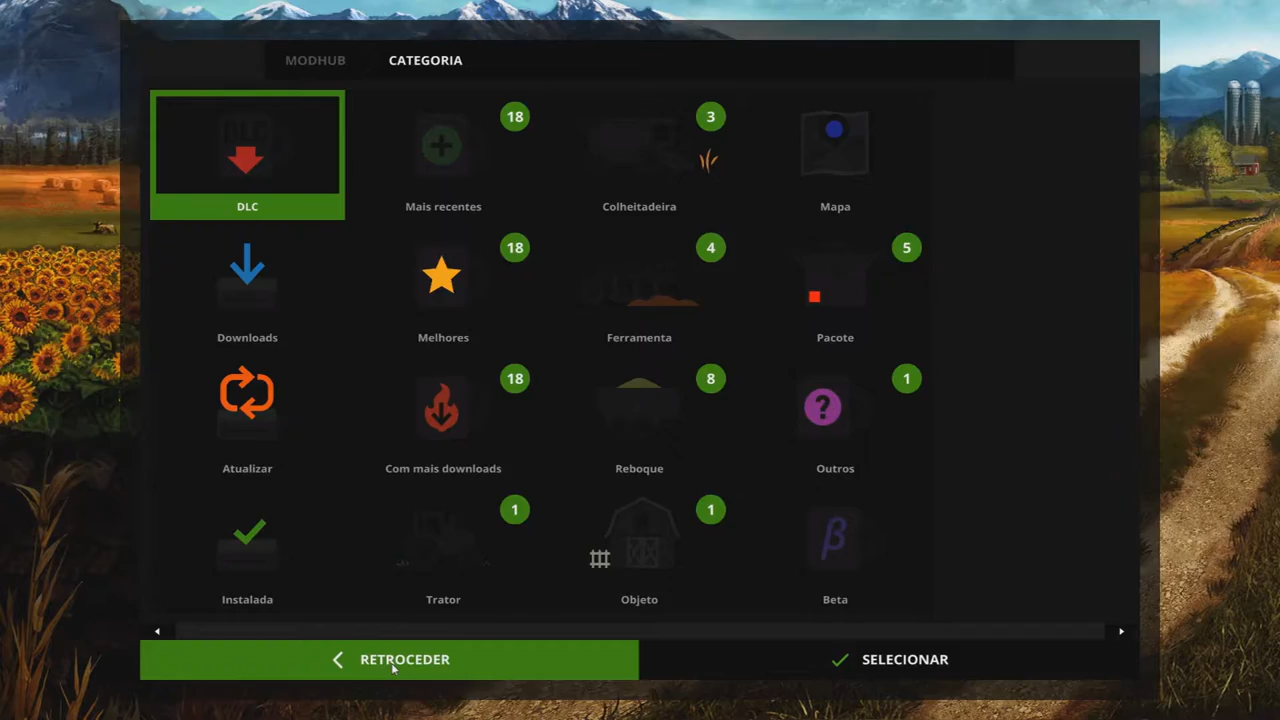 MODHUB CATEGORIA
18 3
DLC Mais recentes Colheitadeira Mapa
18 4 5
Downloads Melhores Ferramenta Pacote
18 8 1
?
Atualizar Com mais downloads Reboque Outros
1 1
β
Instalada Trator Objeto Beta
RETROCEDER SELECIONAR